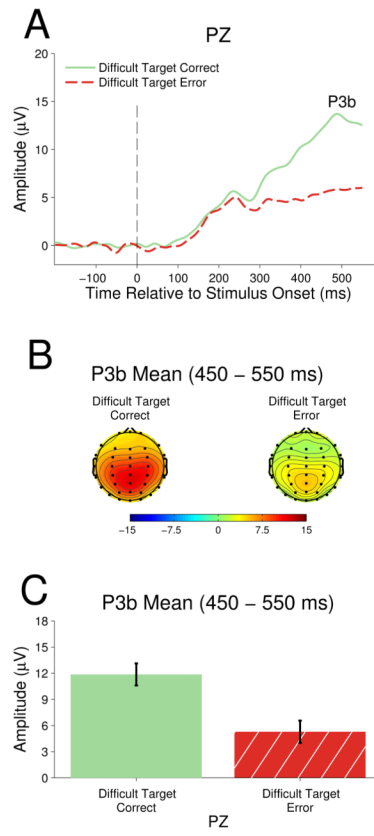 A
PZ
20
15
10
5
0
Amplitude (μV)
Difficult Target Correct
Difficult Target Error
P3b
−100 0 100 200 300 400 500
Time Relative to Stimulus Onset (ms)
B
P3b Mean (450 − 550 ms)
Difficult Target
Correct
Difficult Target
Error
−15 −7.5 0 7.5 15
C
P3b Mean (450 − 550 ms)
18
15
12
9
6
3
0
Amplitude (μV)
Difficult Target
Correct
Difficult Target
Error
PZ